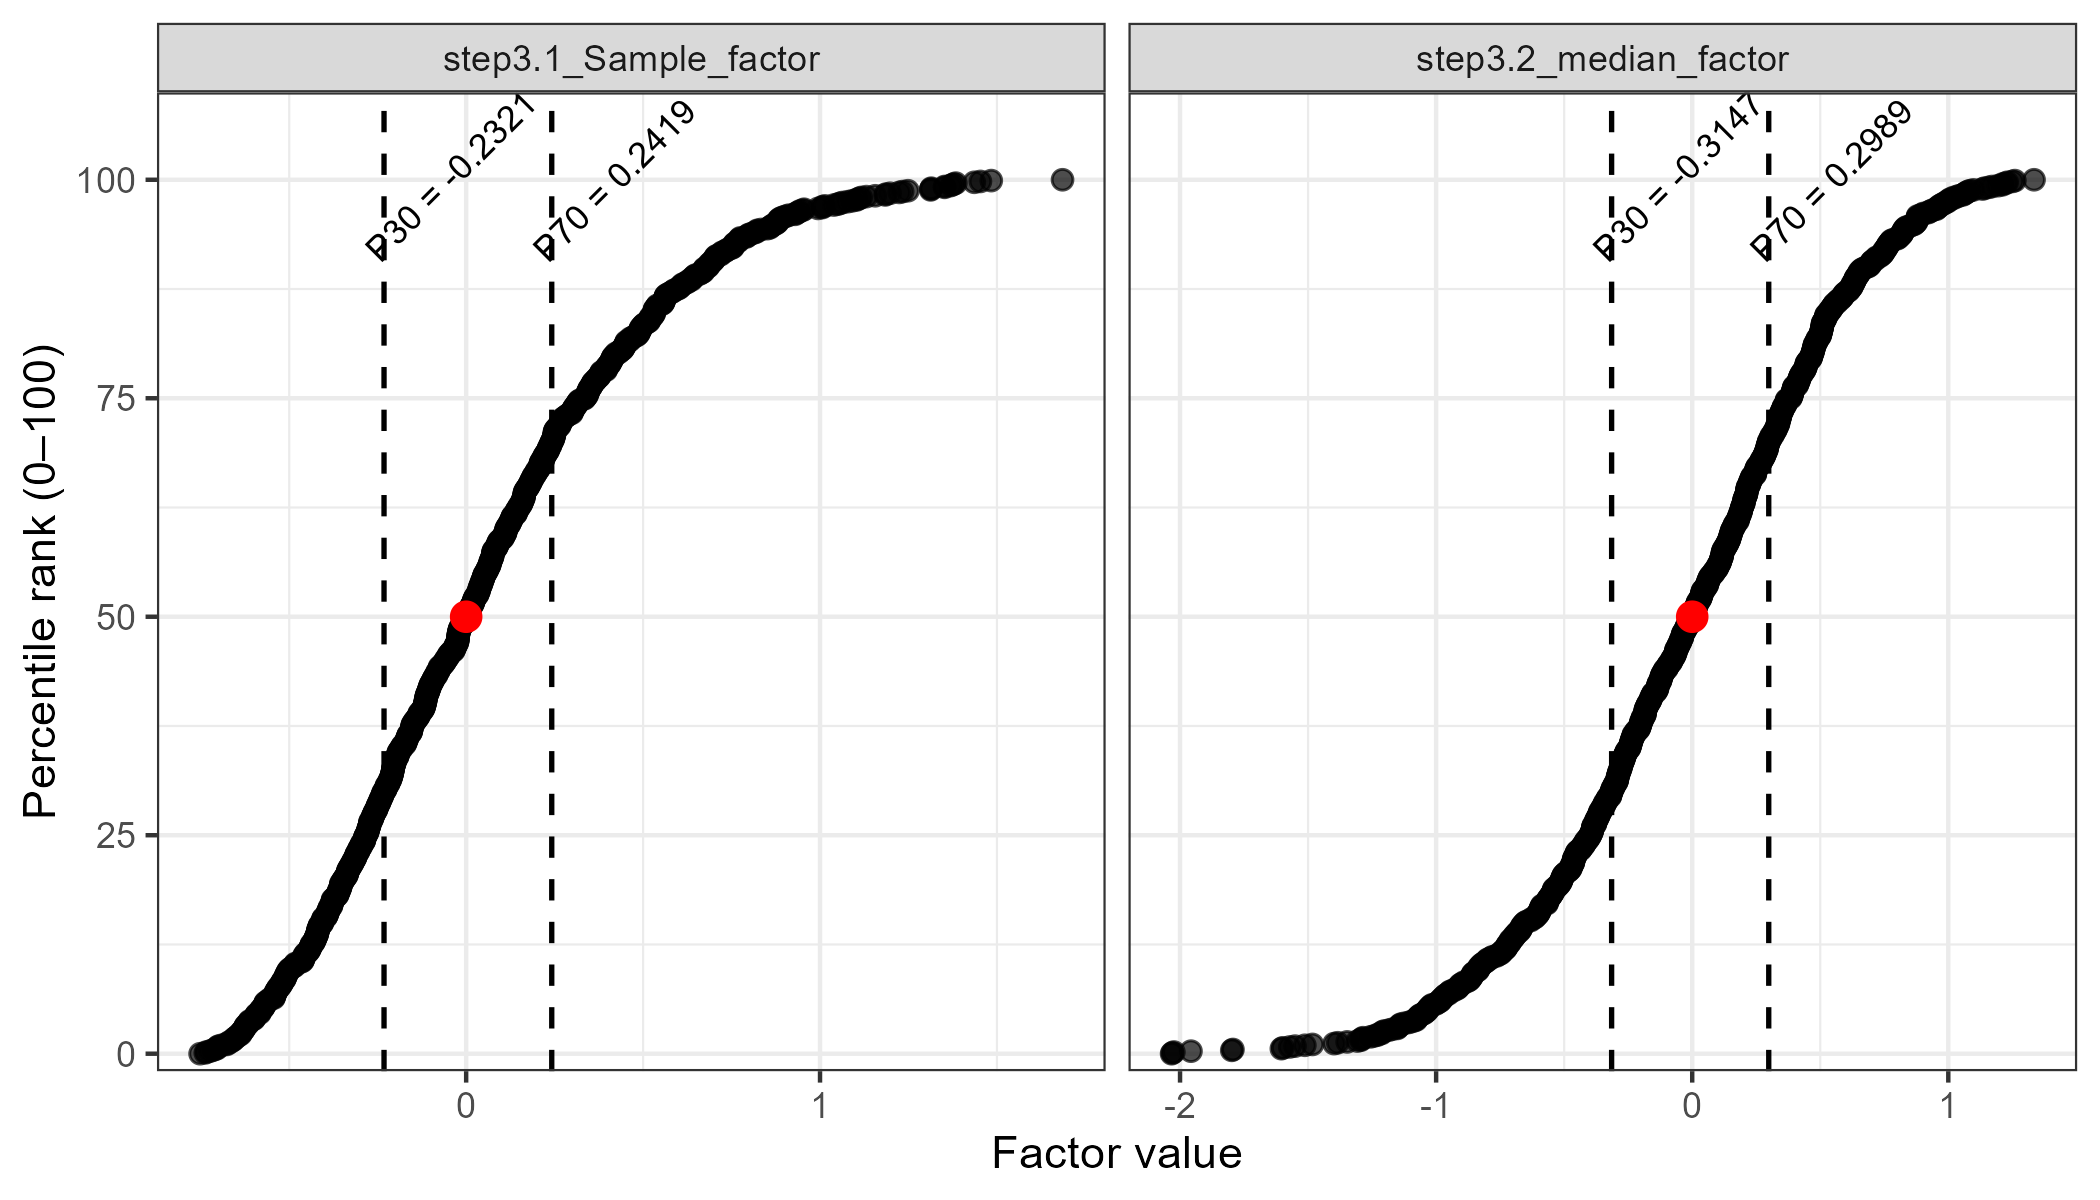 step3.1_Sample_factor
step3.2_median_factor
P30 = -0.2321
P70 = 0.2419
P30 = -0.3147
P70 = 0.2989
Percentile rank (0–100)
100
75
50
25
0
0
1
-2
-1
0
1
Factor value